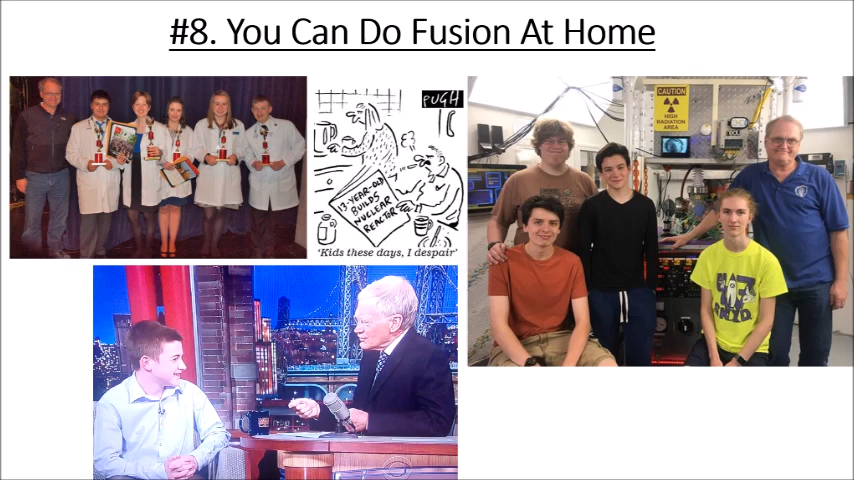 #8. You Can Do Fusion At Home
PUGH
13-YEAR-OLD
BUILDS
NUCLEAR
REACTOR
'Kids these days, I despair'
CAUTION
HIGH
RADIATION
AREA